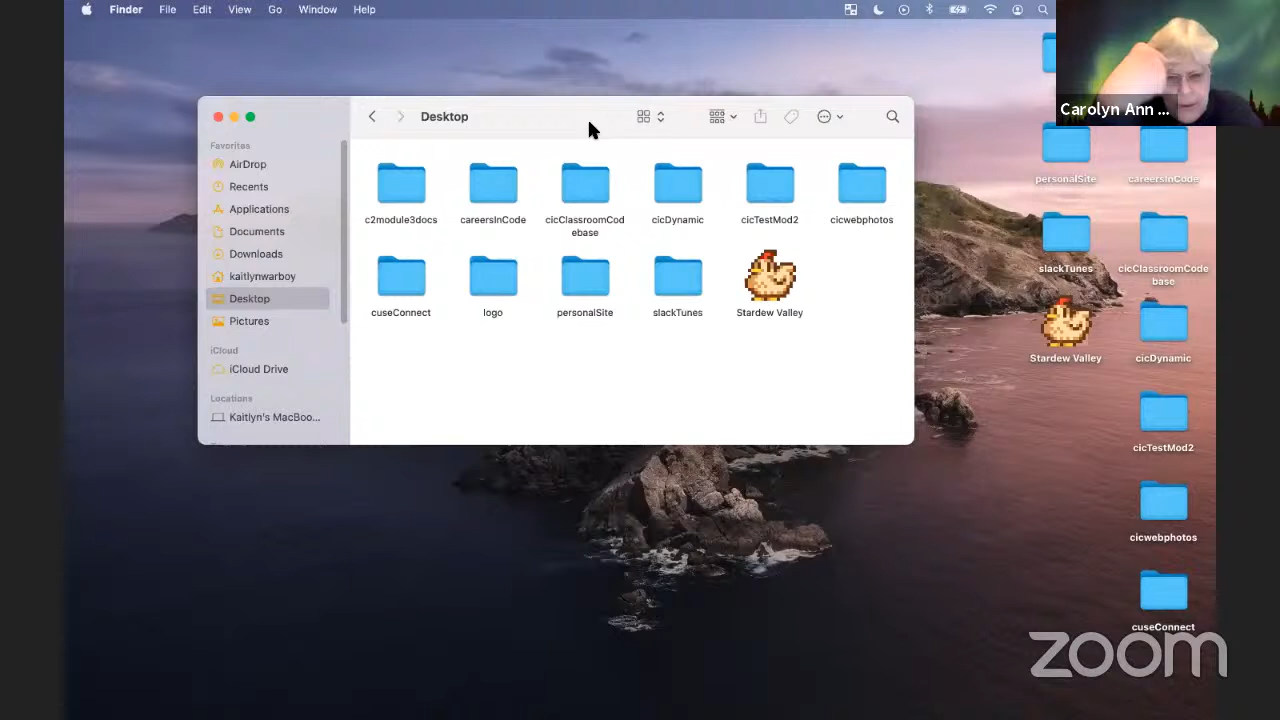 Finder File Edit View Go Window Help
Carolyn Ann ...
Desktop
Favorites
AirDrop
Recents
Applications
Documents
Downloads
kaitlynwarboy
Desktop
Pictures
iCloud
iCloud Drive
Locations
Kaitlyn's MacBoo...
c2module3docs
careersInCode
cicClassroomCod
ebase
cicDynamic
cicTestMod2
cicwebphotos
cuseConnect
logo
personalSite
slackTunes
Stardew Valley
personalSite
careersInCode
slackTunes
cicClassroomCode
base
Stardew Valley
cicDynamic
cicTestMod2
cicwebphotos
cuseConnect
zoom